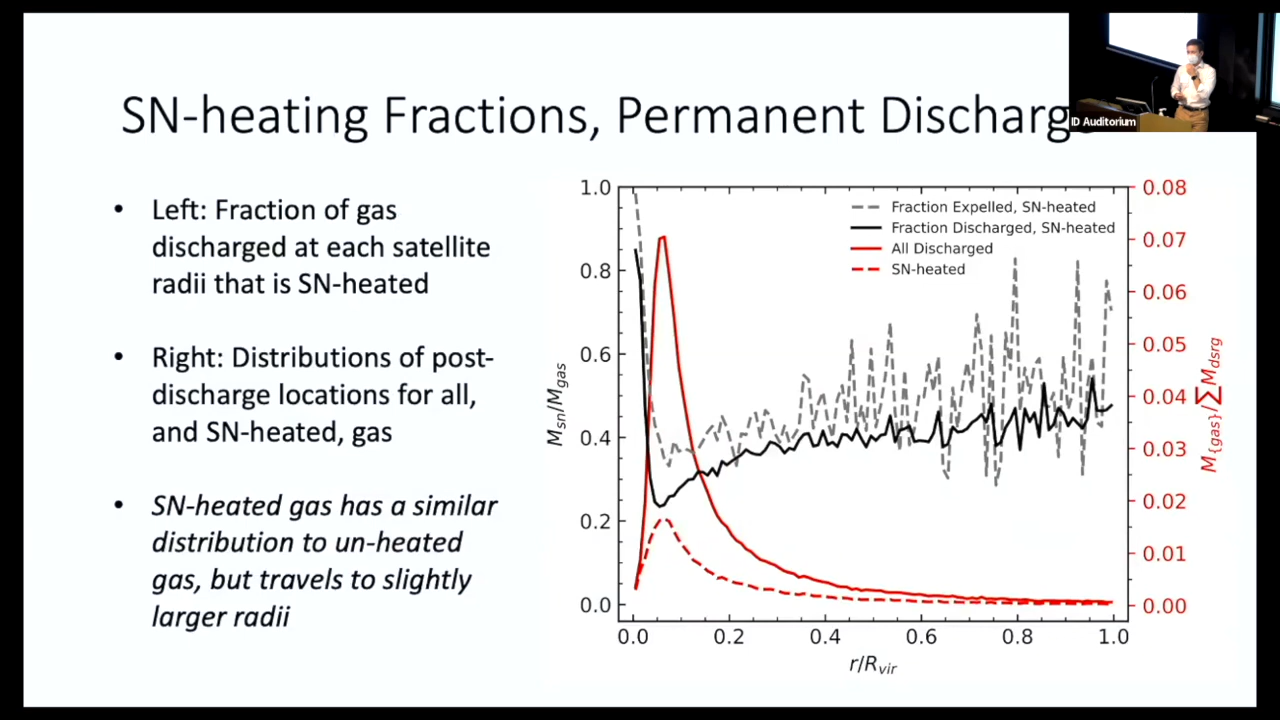 SN-heating Fractions, Permanent Discharg
ID Auditorium
• Left: Fraction of gas
discharged at each satellite
radii that is SN-heated
• Right: Distributions of post-
discharge locations for all,
and SN-heated, gas
• SN-heated gas has a similar
distribution to un-heated
gas, but travels to slightly
larger radii
Fraction Expelled, SN-heated
Fraction Discharged, SN-heated
All Discharged
SN-heated
1.0
0.8
0.6
0.4
0.2
0.0
M_sn/M_gas
0.08
0.07
0.06
0.05
0.04
0.03
0.02
0.01
0.00
M_{gas}/∑M_dsrg
0.0 0.2 0.4 0.6 0.8 1.0
r/R_vir